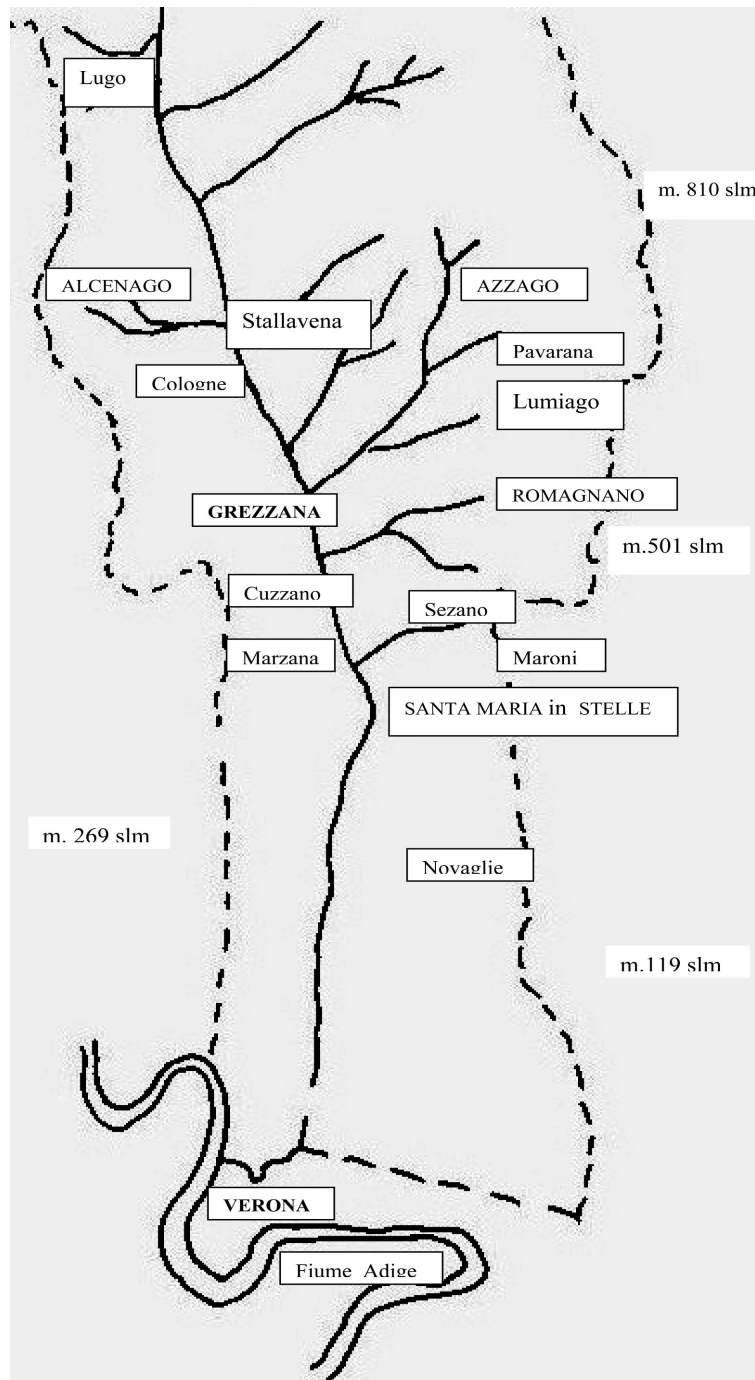 Lugo
m. 810 slm
ALCENAGO
AZZAGO
Stallavena
Pavarana
Cologne
Lumiago
GREZZANA
ROMAGNANO
m.501 slm
Cuzzano
Sezano
Marzana
Maroni
SANTA MARIA in STELLE
m. 269 slm
Novaglie
m.119 slm
VERONA
Fiume Adige